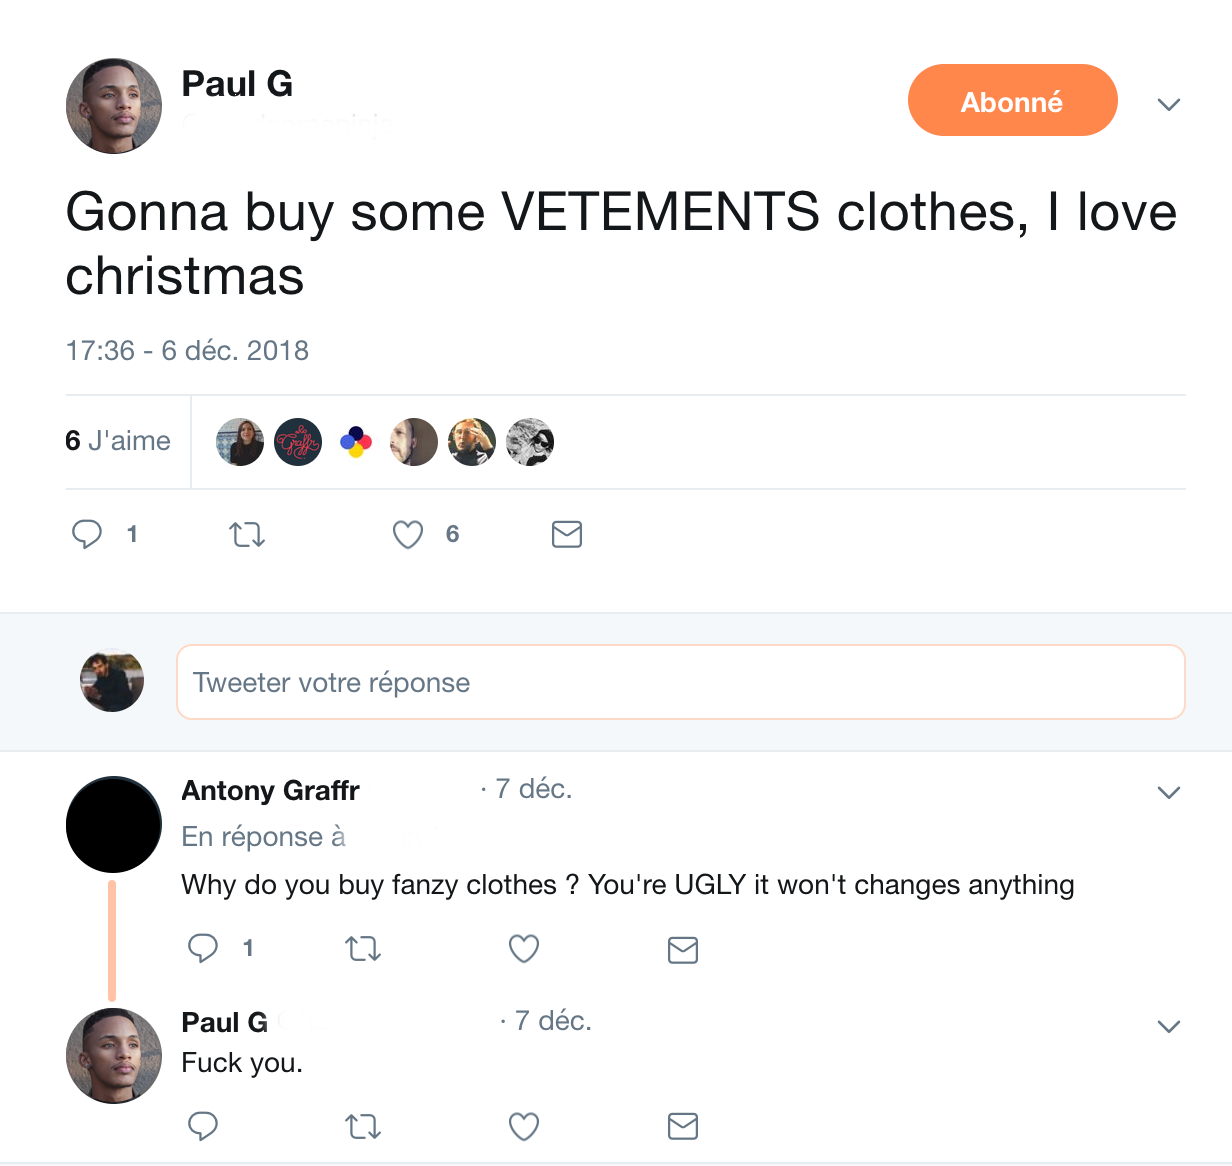 Paul G
Abonné
Gonna buy some VETEMENTS clothes, I love
christmas
17:36 - 6 déc. 2018
6 J'aime
1
6
Tweeter votre réponse
Antony Graffr · 7 déc.
En réponse à
Why do you buy fanzy clothes ? You're UGLY it won't changes anything
1
Paul G · 7 déc.
Fuck you.